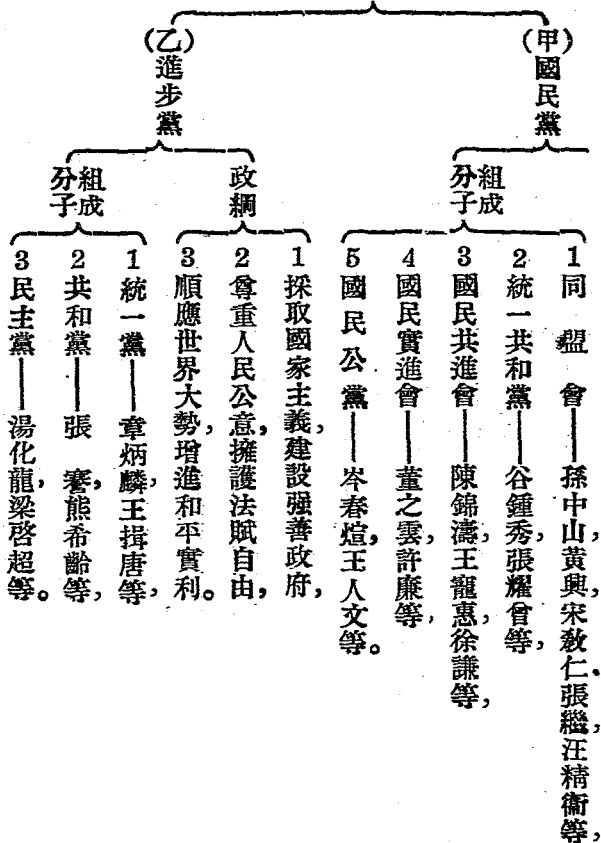 (甲)國民黨
組成
分子
1同盟會——孫中山,黃興,宋敎仁、張繼,汪精衞等,
2統一共和黨——谷鍾秀,張耀曾等,
3國民共進會——陳錦濤,王寵惠,徐謙等,
4國民實進會——董之雲,許廉等,
5國民公黨——岑春煊,王人文等。
(乙)進步黨
政綱
1採取國家主義,建設强善政府,
2尊重人民公意,擁護法賦自由,
3順應世界大勢,增進和平實利。
組成
分子
1統一黨——章炳麟,王揖唐等,
2共和黨——張謇,熊希齡等,
3民主黨——湯化龍,梁啓超等。